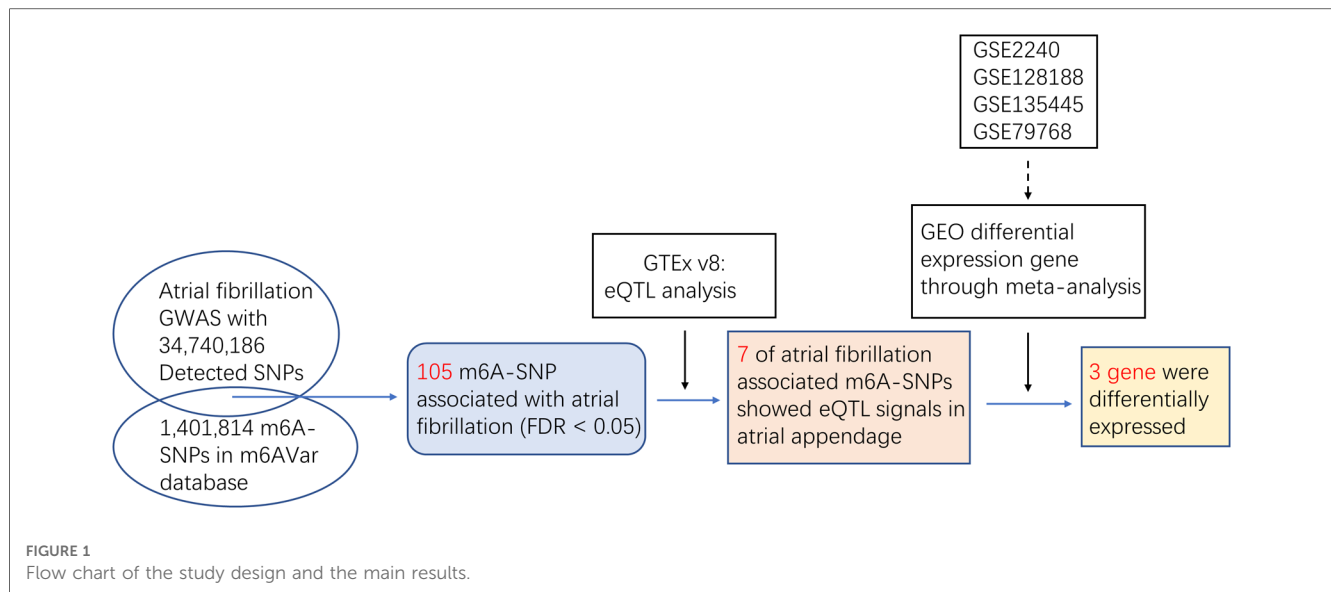 GSE2240
GSE128188
GSE135445
GSE79768
GEO differential
expression gene
through meta-analysis
GTEx v8:
eQTL analysis
Atrial fibrillation
GWAS with
34,740,186
Detected SNPs
1,401,814 m6A-
SNPs in m6AVar
database
105 m6A-SNP
associated with atrial
fibrillation (FDR < 0.05)
7 of atrial fibrillation
associated m6A-SNPs
showed eQTL signals in
atrial appendage
3 gene were
differentially
expressed
FIGURE 1
Flow chart of the study design and the main results.